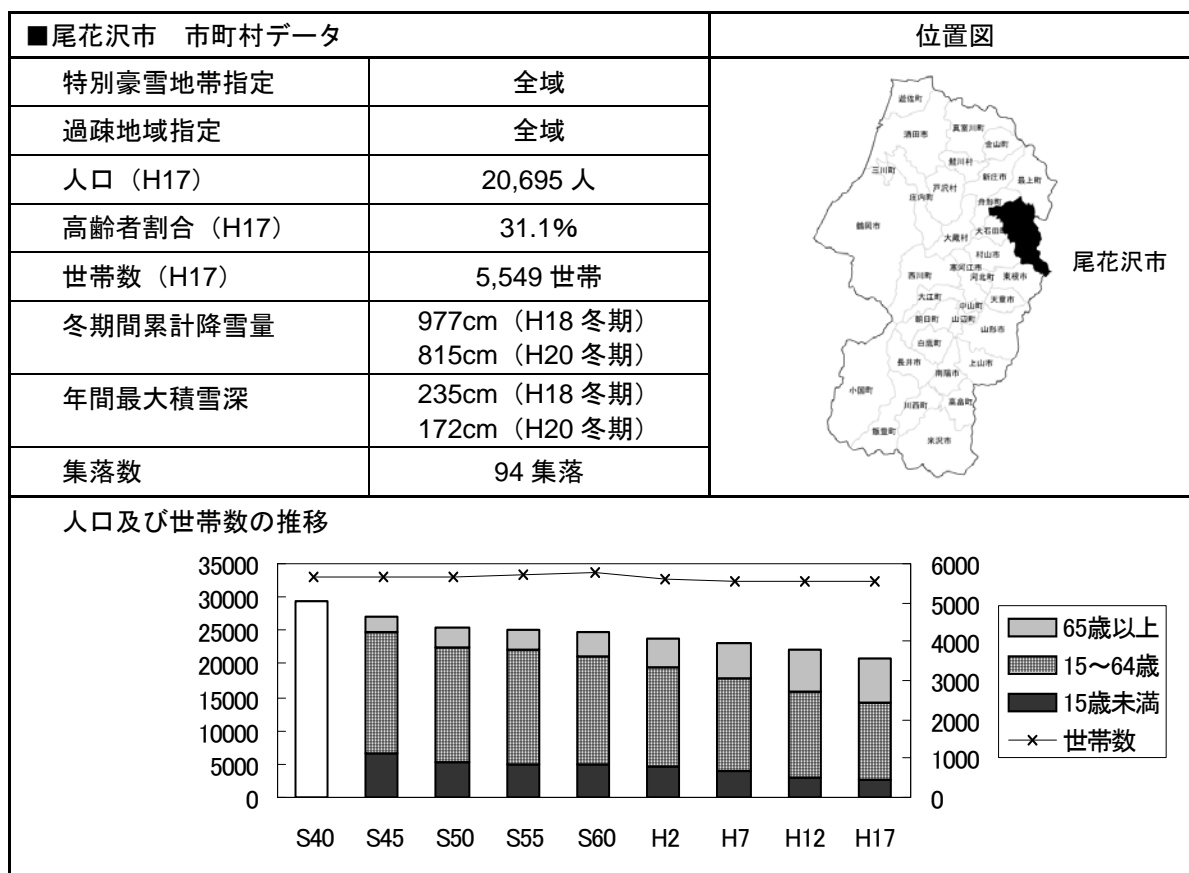 ■尾花沢市　市町村データ
位置図
特別豪雪地帯指定
全域
過疎地域指定
全域
人口（H17）
20,695 人
高齢者割合（H17）
31.1%
世帯数（H17）
5,549 世帯
冬期間累計降雪量
977cm（H18 冬期）
815cm（H20 冬期）
年間最大積雪深
235cm（H18 冬期）
172cm（H20 冬期）
集落数
94 集落
遊佐町
酒田市
真室川町
金山町
鮭川村
三川町
戸沢村
新庄市
最上町
庄内町
舟形町
鶴岡市
大蔵村
大石田町
尾花沢市
村山市
西川町
寒河江市
河北町
東根市
大江町
中山町
天童市
朝日町
山辺町
山形市
白鷹町
長井市
上山市
南陽市
小国町
川西町
高畠町
飯豊町
米沢市
人口及び世帯数の推移
35000
30000
25000
20000
15000
10000
5000
0
6000
5000
4000
3000
2000
1000
0
S40
S45
S50
S55
S60
H2
H7
H12
H17
65歳以上
15～64歳
15歳未満
世帯数